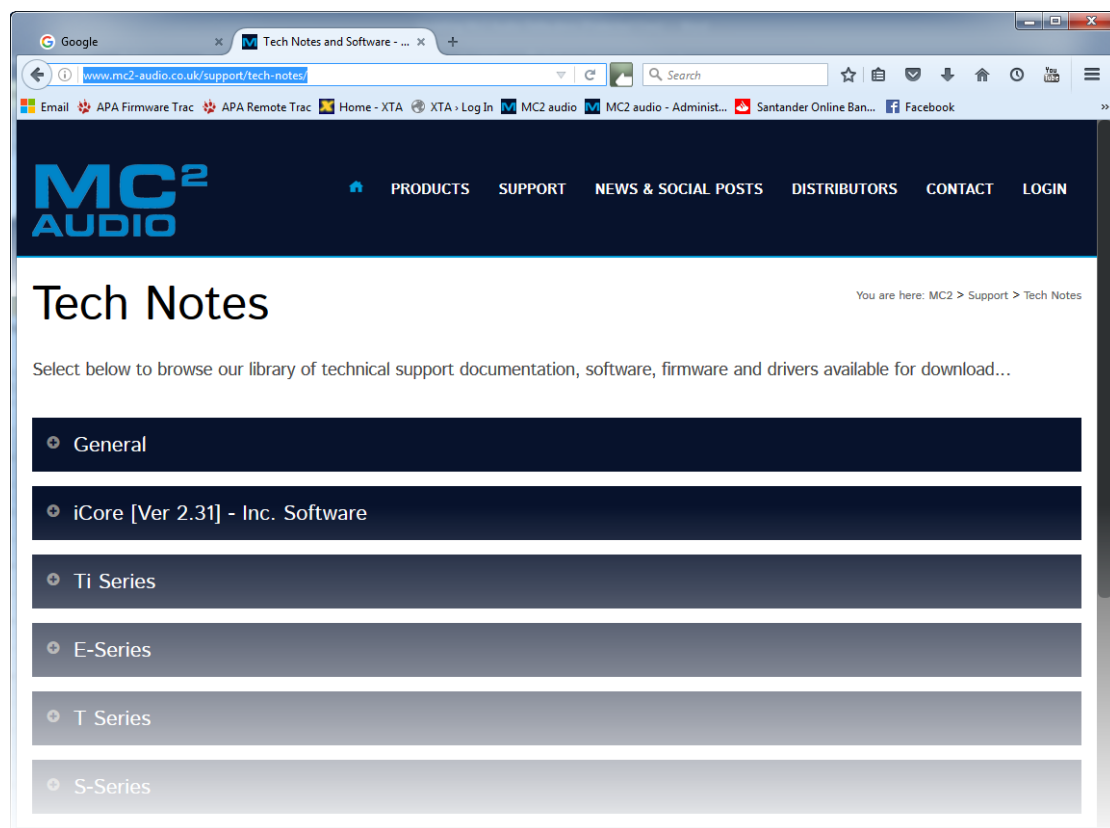 Google
Tech Notes and Software - ...
www.mc2-audio.co.uk/support/tech-notes/
Search
You
Tube
Email APA Firmware Trac APA Remote Trac Home - XTA XTA › Log In MC2 audio MC2 audio - Administ... Santander Online Ban... Facebook »
MC2
AUDIO
PRODUCTS SUPPORT NEWS & SOCIAL POSTS DISTRIBUTORS CONTACT LOGIN
Tech Notes
You are here: MC2 > Support > Tech Notes
Select below to browse our library of technical support documentation, software, firmware and drivers available for download...
General
iCore [Ver 2.31] - Inc. Software
Ti Series
E-Series
T Series
S-Series